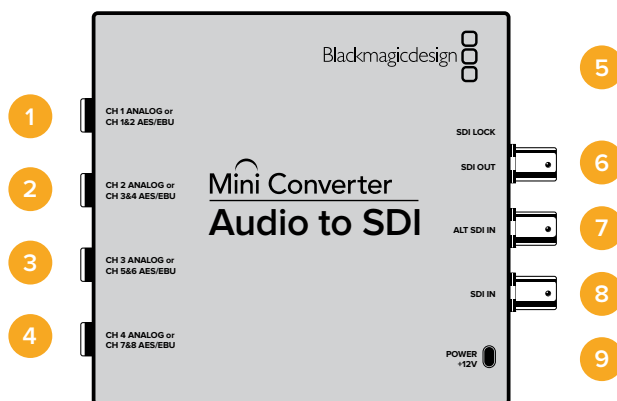 Blackmagicdesign
1
CH 1 ANALOG or
CH 1&2 AES/EBU
2
CH 2 ANALOG or
CH 3&4 AES/EBU
3
CH 3 ANALOG or
CH 5&6 AES/EBU
4
CH 4 ANALOG or
CH 7&8 AES/EBU
Mini Converter
Audio to SDI
5
SDI LOCK
SDI OUT
6
ALT SDI IN
7
SDI IN
8
POWER
+12V
9